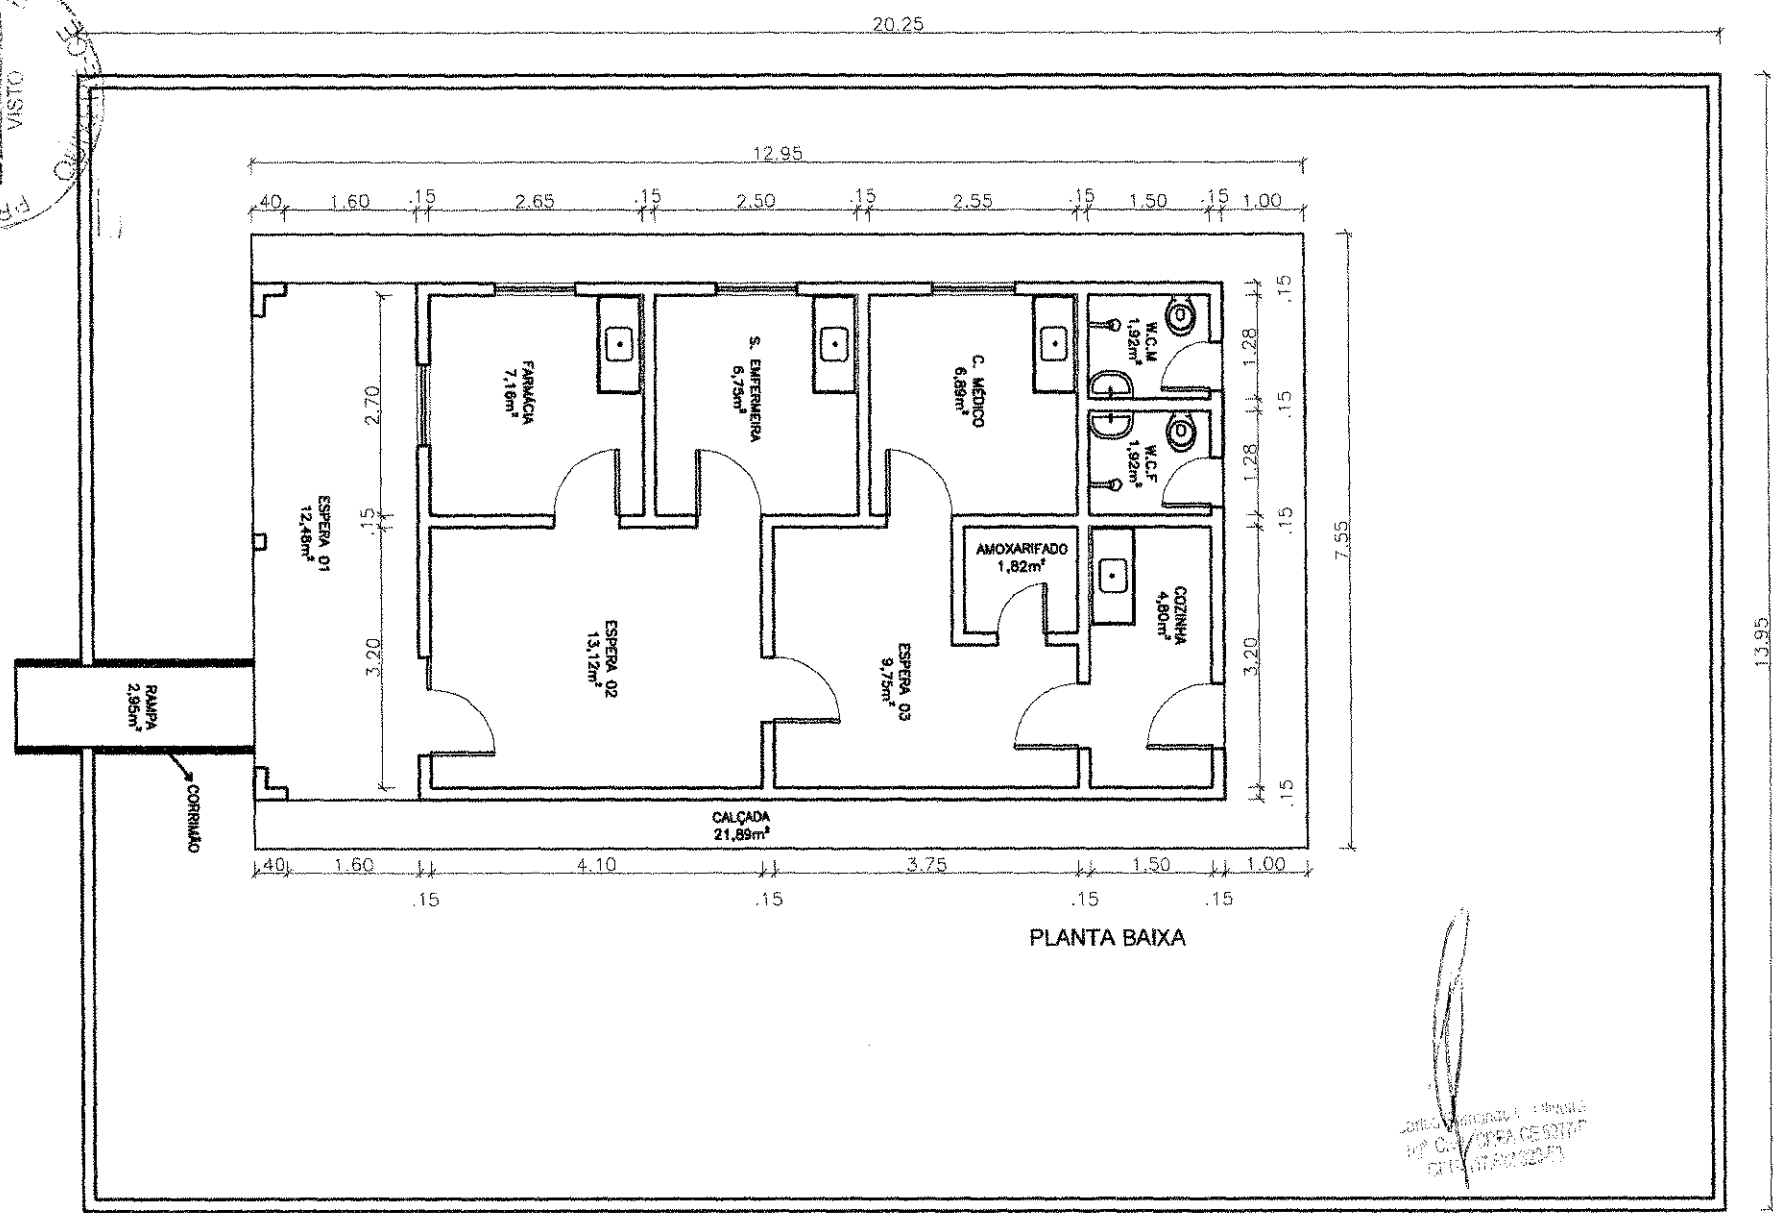 20.25
VISTO
12.95
.40 1.60 .15 2.65 .15 2.50 .15 2.55 .15 1.50 .15 1.00
13.95
7.55
.15
1.28
.15
1.28
.15
3.20
.15
2.70
.15
3.20
FARMÁCIA
7,16m²
S. EMFERMEIRA
6,75m²
C. MÉDICO
6,89m²
W.C.M
1,92m²
W.C.F
1,92m²
ESPERA 01
12,48m²
AMOXARIFADO
1,82m²
COZINHA
4,80m²
ESPERA 02
13,12m²
ESPERA 03
9,75m²
RAMPA
2,95m²
CORRIMÃO
CALÇADA
21,89m²
.40 1.60 4.10 3.75 1.50 1.00
.15 .15 .15 .15
PLANTA BAIXA